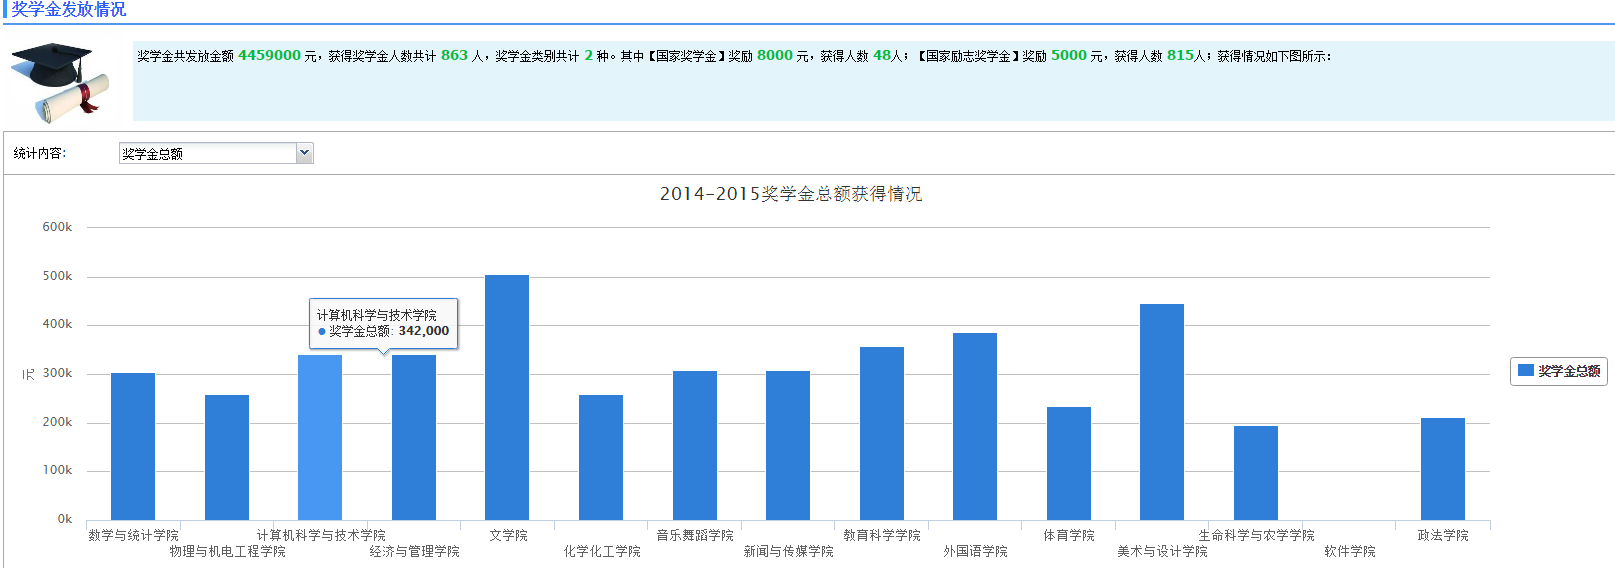 奖学金发放情况
奖学金共发放金额 4459000 元，获得奖学金人数共计 863 人，奖学金类别共计 2 种。其中【国家奖学金】奖励 8000 元，获得人数 48人；【国家励志奖学金】奖励 5000 元，获得人数 815人；获得情况如下图所示：
统计内容：
奖学金总额
2014-2015奖学金总额获得情况
600k
500k
400k
300k
200k
100k
0k
元
计算机科学与技术学院
奖学金总额: 342,000
奖学金总额
数学与统计学院
物理与机电工程学院
计算机科学与技术学院
经济与管理学院
文学院
化学化工学院
音乐舞蹈学院
新闻与传媒学院
教育科学学院
外国语学院
体育学院
美术与设计学院
生命科学与农学学院
软件学院
政法学院